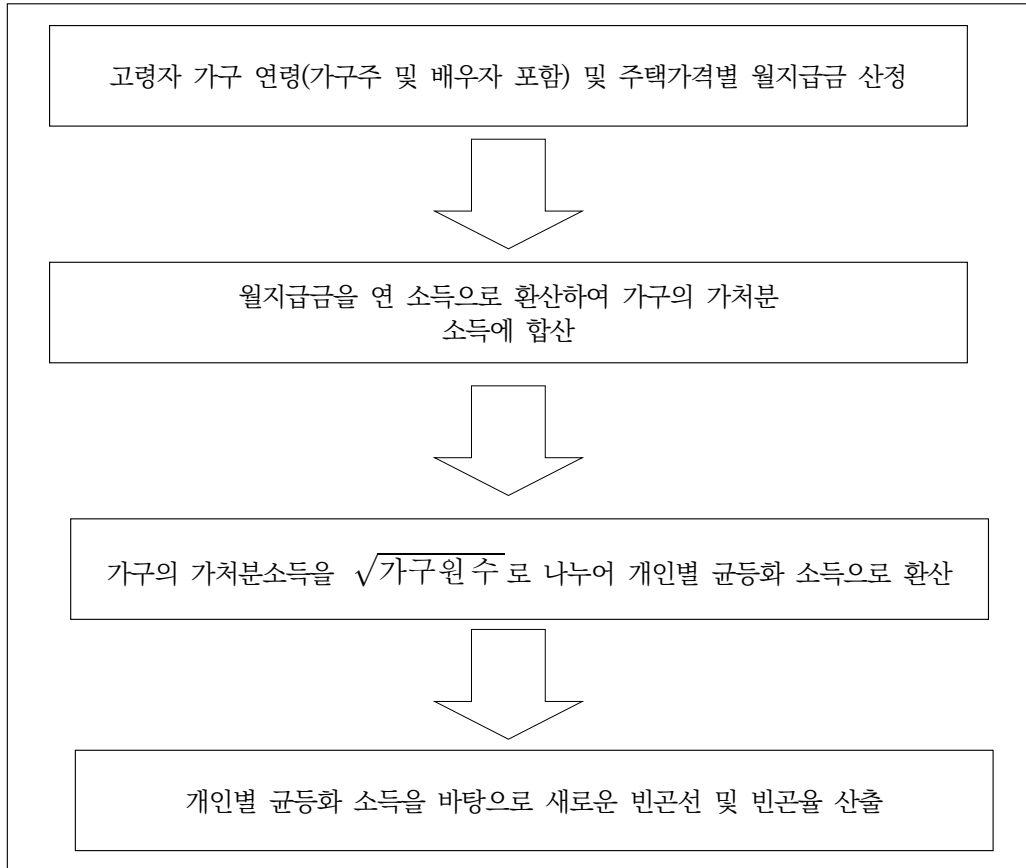 고령자 가구 연령(가구주 및 배우자 포함) 및 주택가격별 월지급금 산정
월지급금을 연 소득으로 환산하여 가구의 가처분
소득에 합산
가구의 가처분소득을 √가구원수로 나누어 개인별 균등화 소득으로 환산
개인별 균등화 소득을 바탕으로 새로운 빈곤선 및 빈곤율 산출